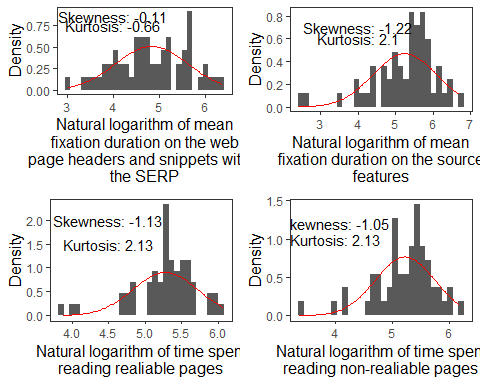 Skewness: -0.11
Kurtosis: -0.66
Density
0.75
0.50
0.25
0.00
3
4
5
6
Natural logarithm of mean
fixation duration on the web
page headers and snippets wit
the SERP
Skewness: -1.22
Kurtosis: 2.1
Density
0.8
0.6
0.4
0.2
0.0
3
4
5
6
7
Natural logarithm of mean
fixation duration on the source
features
Skewness: -1.13
Kurtosis: 2.13
Density
2.0
1.5
1.0
0.5
0.0
4.0
4.5
5.0
5.5
6.0
Natural logarithm of time spen
reading realiable pages
kewness: -1.05
Kurtosis: 2.13
Density
1.5
1.0
0.5
0.0
4
5
6
Natural logarithm of time spen
reading non-realiable pages